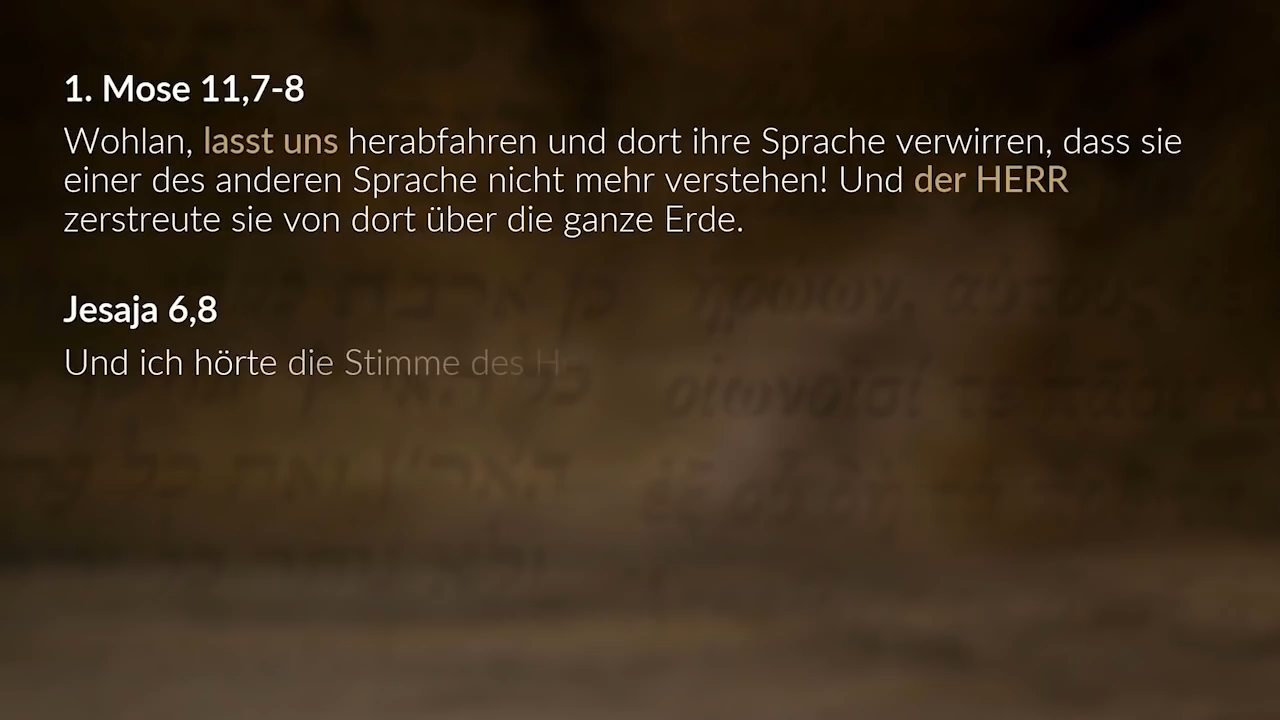 1. Mose 11,7-8
Wohlan, lasst uns herabfahren und dort ihre Sprache verwirren, dass sie
einer des anderen Sprache nicht mehr verstehen! Und der HERR
zerstreute sie von dort über die ganze Erde.
Jesaja 6,8
Und ich hörte die Stimme des